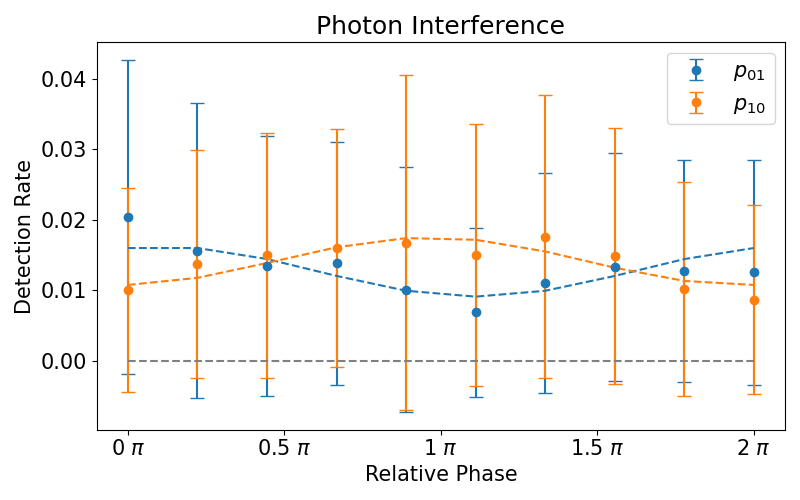 Photon Interference
0.04
0.03
0.02
0.01
0.00
Detection Rate
p₀₁
p₁₀
0 π
0.5 π
1 π
1.5 π
2 π
Relative Phase